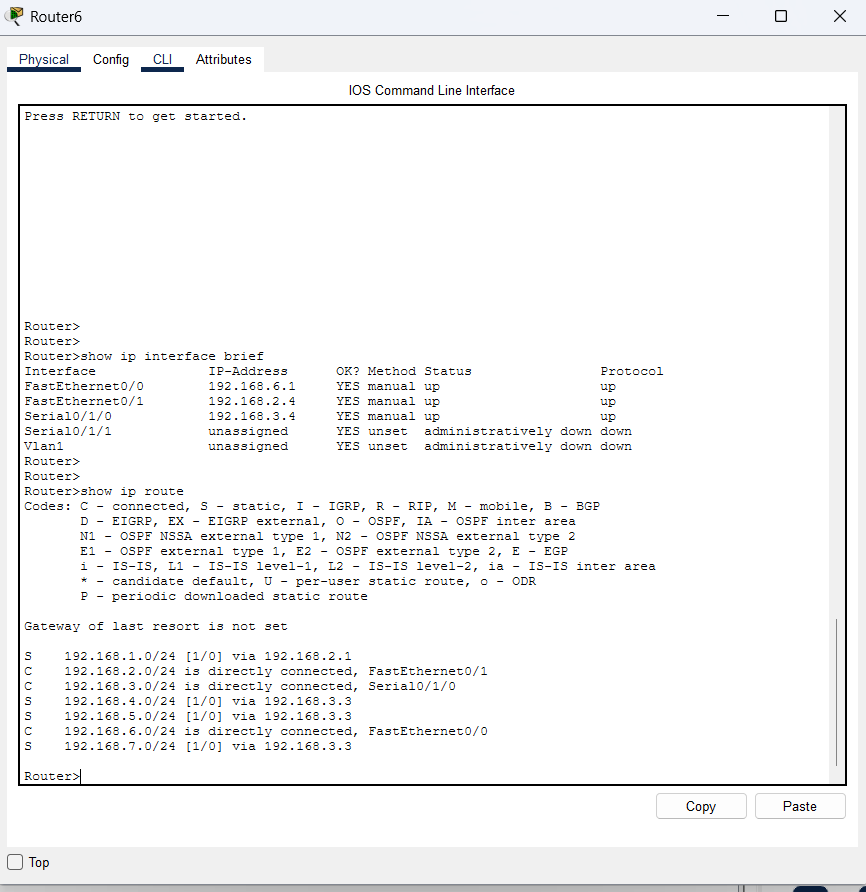 Router6
Physical Config CLI Attributes
IOS Command Line Interface
Press RETURN to get started.
Router>
Router>
Router>show ip interface brief
Interface IP-Address OK? Method Status Protocol
FastEthernet0/0 192.168.6.1 YES manual up up
FastEthernet0/1 192.168.2.4 YES manual up up
Serial0/1/0 192.168.3.4 YES manual up up
Serial0/1/1 unassigned YES unset administratively down down
Vlan1 unassigned YES unset administratively down down
Router>
Router>
Router>show ip route
Codes: C - connected, S - static, I - IGRP, R - RIP, M - mobile, B - BGP
D - EIGRP, EX - EIGRP external, O - OSPF, IA - OSPF inter area
N1 - OSPF NSSA external type 1, N2 - OSPF NSSA external type 2
E1 - OSPF external type 1, E2 - OSPF external type 2, E - EGP
i - IS-IS, L1 - IS-IS level-1, L2 - IS-IS level-2, ia - IS-IS inter area
* - candidate default, U - per-user static route, o - ODR
P - periodic downloaded static route
Gateway of last resort is not set
S 192.168.1.0/24 [1/0] via 192.168.2.1
C 192.168.2.0/24 is directly connected, FastEthernet0/1
C 192.168.3.0/24 is directly connected, Serial0/1/0
S 192.168.4.0/24 [1/0] via 192.168.3.3
S 192.168.5.0/24 [1/0] via 192.168.3.3
C 192.168.6.0/24 is directly connected, FastEthernet0/0
S 192.168.7.0/24 [1/0] via 192.168.3.3
Router>
Copy Paste
Top